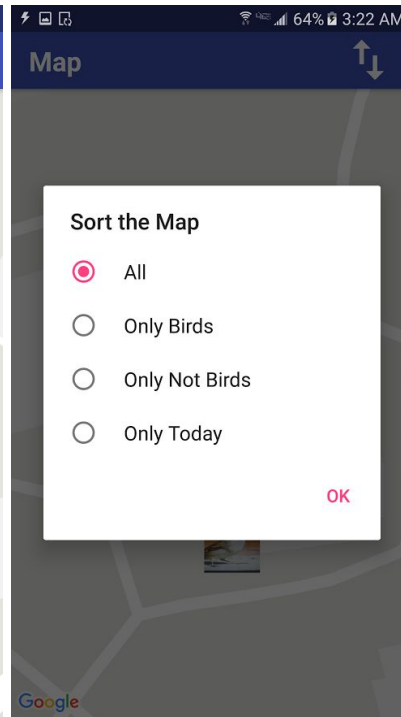 64% 3:22 AM
Map
Sort the Map
All
Only Birds
Only Not Birds
Only Today
OK
Google